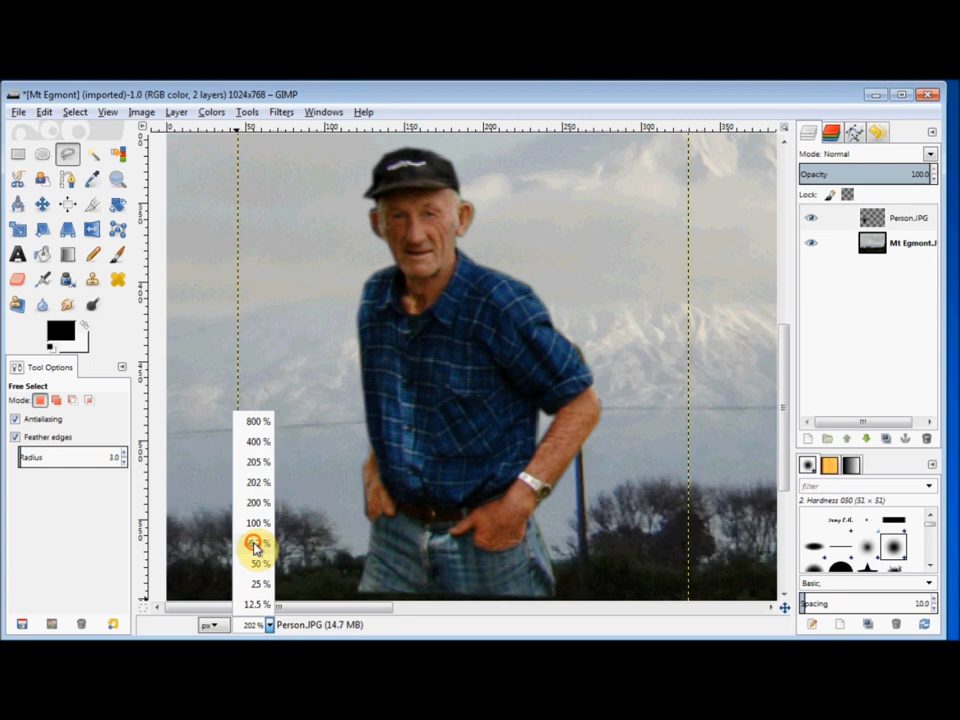 *[Mt Egmont] (imported)-1.0 (RGB color, 2 layers) 1024x768 – GIMP
File Edit Select View Image Layer Colors Tools Filters Windows Help
0 50 100 150 200 250 300 350
Mode: Normal
Opacity 100.0
Lock:
Person.JPG
Mt Egmont.J
Tool Options
Free Select
Mode:
Antialiasing
Feather edges
Radius 3.0
800 %
400 %
205 %
202 %
200 %
100 %
50 %
25 %
12.5 %
filter
2. Hardness 050 (51 × 51)
Basic,
Spacing 10.0
px 202 % Person.JPG (14.7 MB)